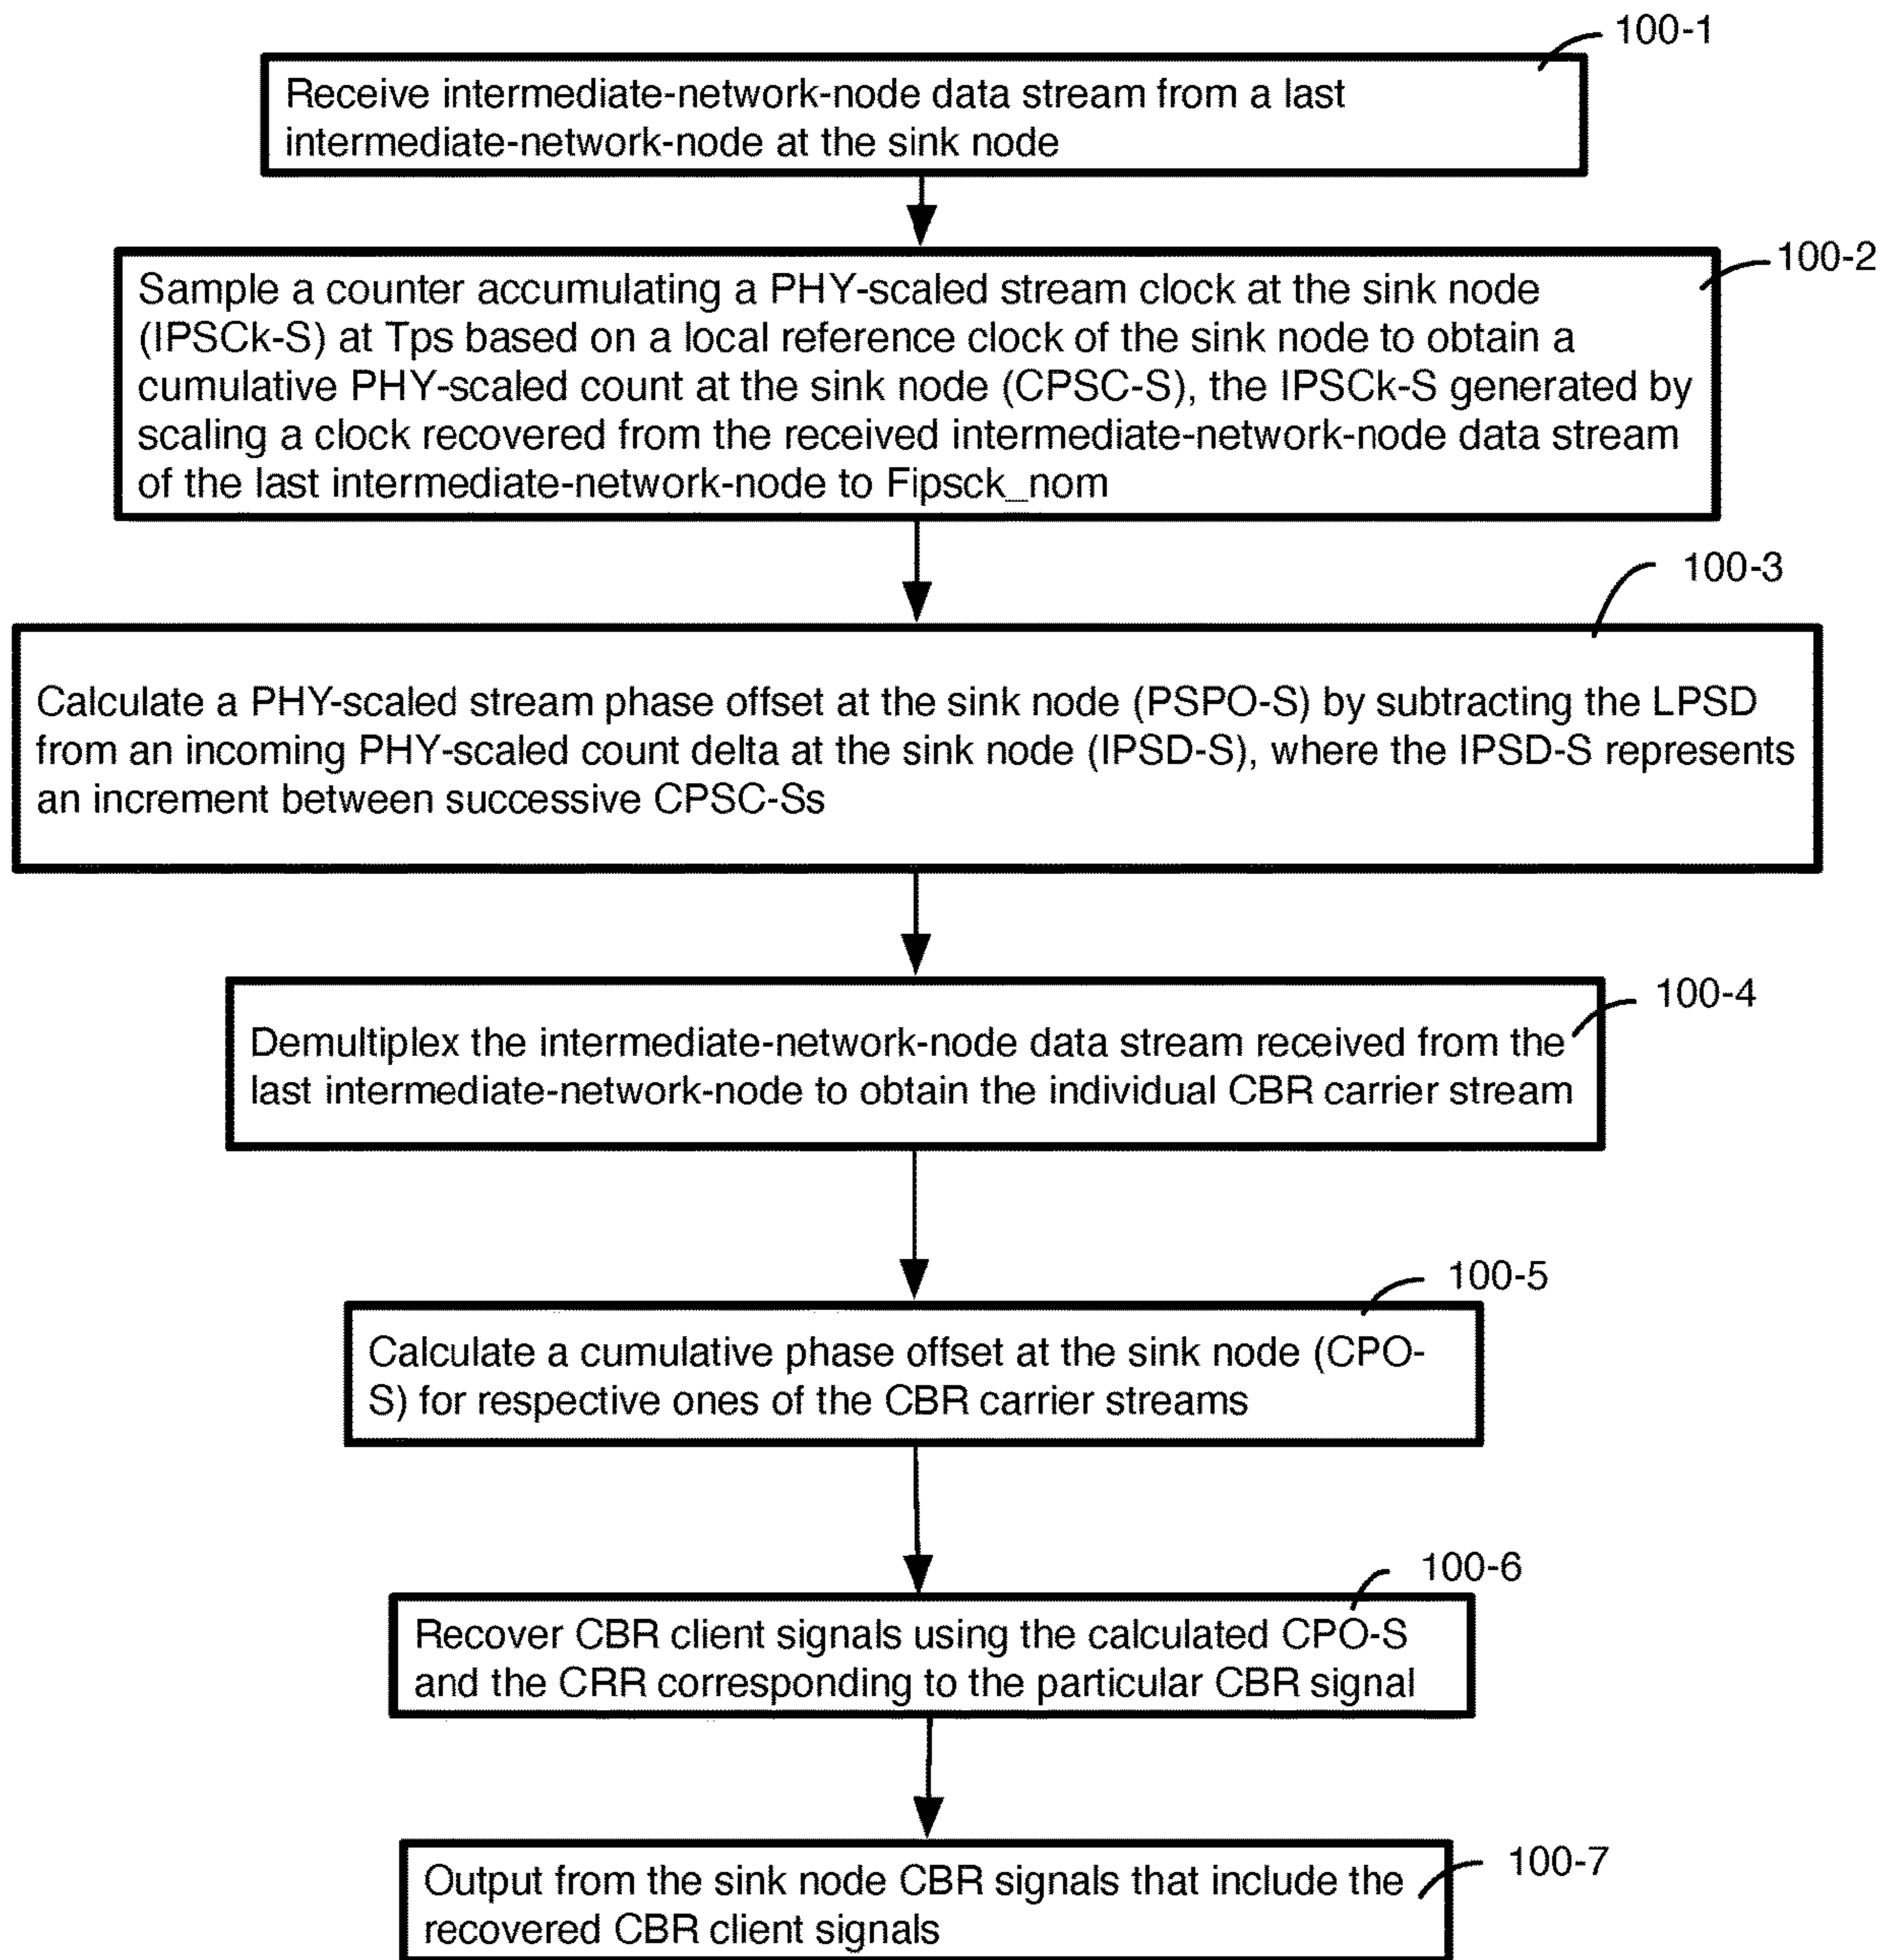 100-1
Receive intermediate-network-node data stream from a last
intermediate-network-node at the sink node
100-2
Sample a counter accumulating a PHY-scaled stream clock at the sink node
(IPSCk-S) at Tps based on a local reference clock of the sink node to obtain a
cumulative PHY-scaled count at the sink node (CPSC-S), the IPSCk-S generated by
scaling a clock recovered from the received intermediate-network-node data stream
of the last intermediate-network-node to Fipsck_nom
100-3
Calculate a PHY-scaled stream phase offset at the sink node (PSPO-S) by subtracting the LPSD
from an incoming PHY-scaled count delta at the sink node (IPSD-S), where the IPSD-S represents
an increment between successive CPSC-Ss
100-4
Demultiplex the intermediate-network-node data stream received from the
last intermediate-network-node to obtain the individual CBR carrier stream
100-5
Calculate a cumulative phase offset at the sink node (CPO-
S) for respective ones of the CBR carrier streams
100-6
Recover CBR client signals using the calculated CPO-S
and the CRR corresponding to the particular CBR signal
100-7
Output from the sink node CBR signals that include the
recovered CBR client signals